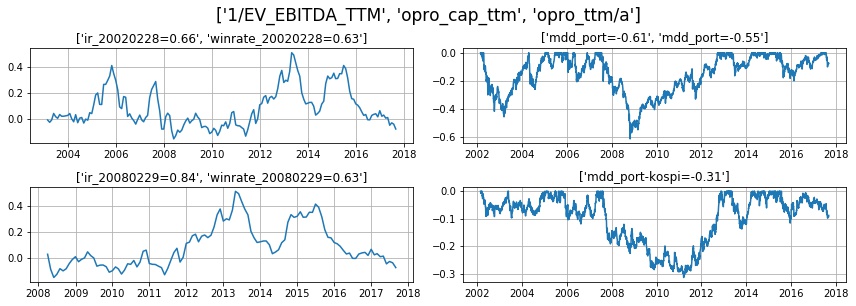 ['1/EV_EBITDA_TTM', 'opro_cap_ttm', 'opro_ttm/a']
['ir_20020228=0.66', 'winrate_20020228=0.63']
0.4
0.2
0.0
2004 2006 2008 2010 2012 2014 2016 2018
['mdd_port=-0.61', 'mdd_port=-0.55']
0.0
−0.2
−0.4
−0.6
2002 2004 2006 2008 2010 2012 2014 2016 2018
['ir_20080229=0.84', 'winrate_20080229=0.63']
0.4
0.2
0.0
2008 2009 2010 2011 2012 2013 2014 2015 2016 2017 2018
['mdd_port-kospi=-0.31']
0.0
−0.1
−0.2
−0.3
2002 2004 2006 2008 2010 2012 2014 2016 2018